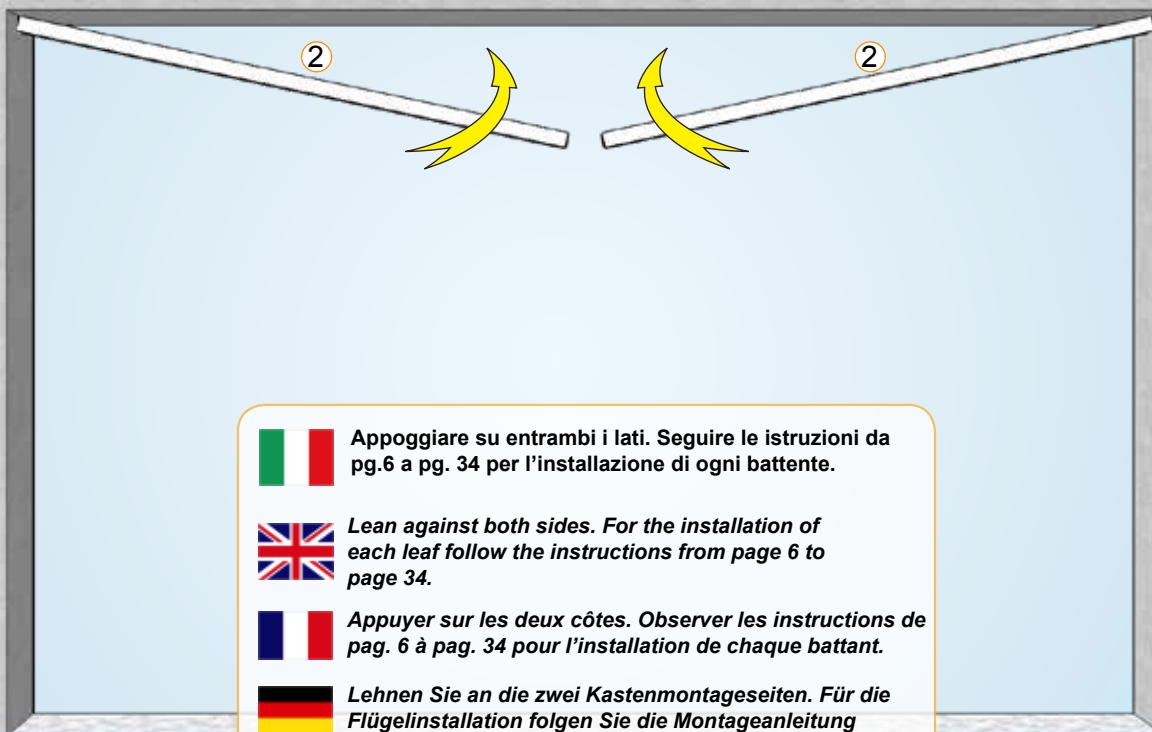 ② ②
Appoggiare su entrambi i lati. Seguire le istruzioni da
pg.6 a pg. 34 per l’installazione di ogni battente.
Lean against both sides. For the installation of
each leaf follow the instructions from page 6 to
page 34.
Appuyer sur les deux côtes. Observer les instructions de
pag. 6 à pag. 34 pour l’installation de chaque battant.
Lehnen Sie an die zwei Kastenmontageseiten. Für die
Flügelinstallation folgen Sie die Montageanleitung